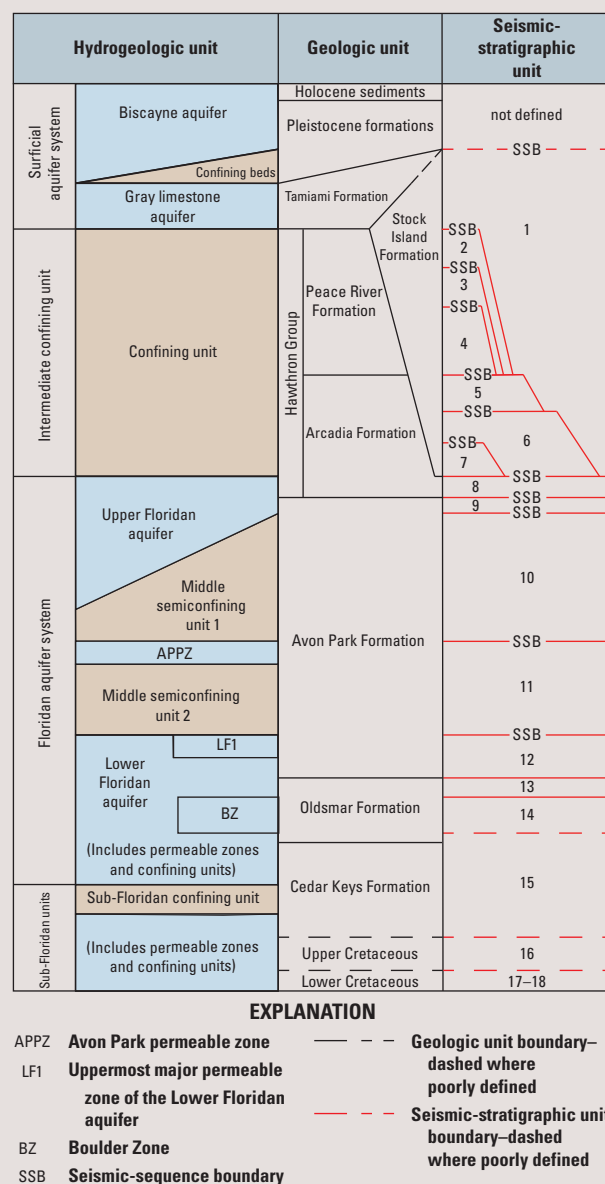 Hydrogeologic unit
Geologic unit
Seismic-
stratigraphic
unit
Surficial
aquifer system
Biscayne aquifer
Confining beds
Gray limestone
aquifer
Intermediate confining unit
Confining unit
Floridan aquifer system
Upper Floridan
aquifer
Middle
semiconfining
unit 1
APPZ
Middle semiconfining
unit 2
LF1
Lower
Floridan
aquifer
BZ
(Includes permeable zones
and confining units)
Sub-Floridan units
Sub-Floridan confining unit
(Includes permeable zones
and confining units)
Holocene sediments
Pleistocene formations
Tamiami Formation
Stock
Island
Formation
Hawthron Group
Peace River
Formation
Arcadia Formation
Avon Park Formation
Oldsmar Formation
Cedar Keys Formation
Upper Cretaceous
Lower Cretaceous
not defined
SSB
1
SSB
2
SSB
3
SSB
4
SSB
5
SSB
6
SSB
7
SSB
8
SSB
9
SSB
10
SSB
11
SSB
12
13
14
15
16
17–18
EXPLANATION
APPZ Avon Park permeable zone
LF1 Uppermost major permeable
zone of the Lower Floridan
aquifer
BZ Boulder Zone
SSB Seismic-sequence boundary
Geologic unit boundary–
dashed where
poorly defined
Seismic-stratigraphic unit
boundary–dashed
where poorly defined